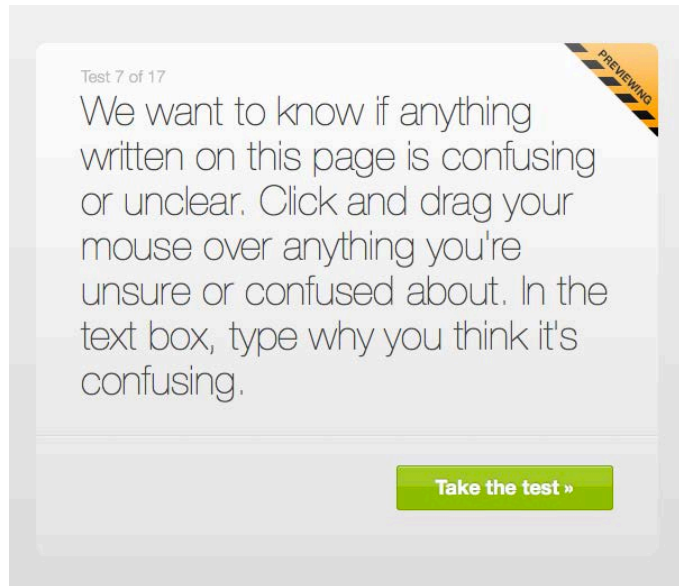 Test 7 of 17
PREVIEWING
We want to know if anything
written on this page is confusing
or unclear. Click and drag your
mouse over anything you're
unsure or confused about. In the
text box, type why you think it's
confusing.
Take the test »